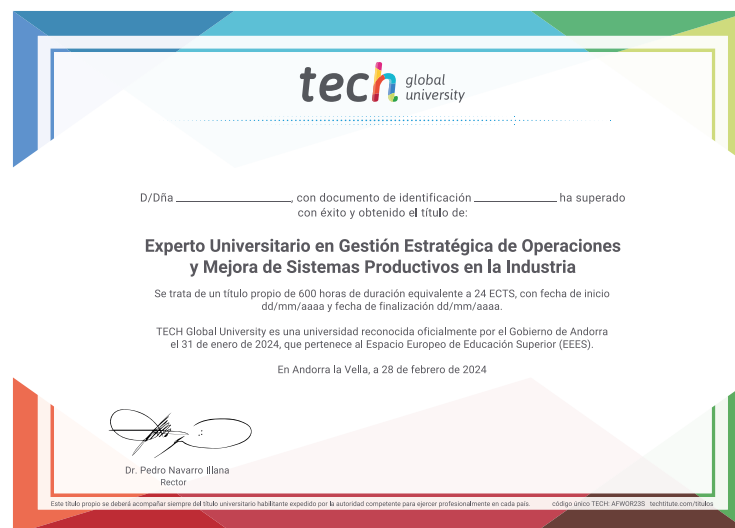 tech global university
D/Dña ______________, con documento de identificación __________ ha superado
con éxito y obtenido el título de:
Experto Universitario en Gestión Estratégica de Operaciones
y Mejora de Sistemas Productivos en la Industria
Se trata de un título propio de 600 horas de duración equivalente a 24 ECTS, con fecha de inicio
dd/mm/aaaa y fecha de finalización dd/mm/aaaa.
TECH Global University es una universidad reconocida oficialmente por el Gobierno de Andorra
el 31 de enero de 2024, que pertenece al Espacio Europeo de Educación Superior (EEES).
En Andorra la Vella, a 28 de febrero de 2024
Dr. Pedro Navarro Illana
Rector
Este título propio se deberá acompañar siempre del título universitario habilitante expedido por la autoridad competente para ejercer profesionalmente en cada país. código único TECH: AFWOR23S techtitute.com/titulos